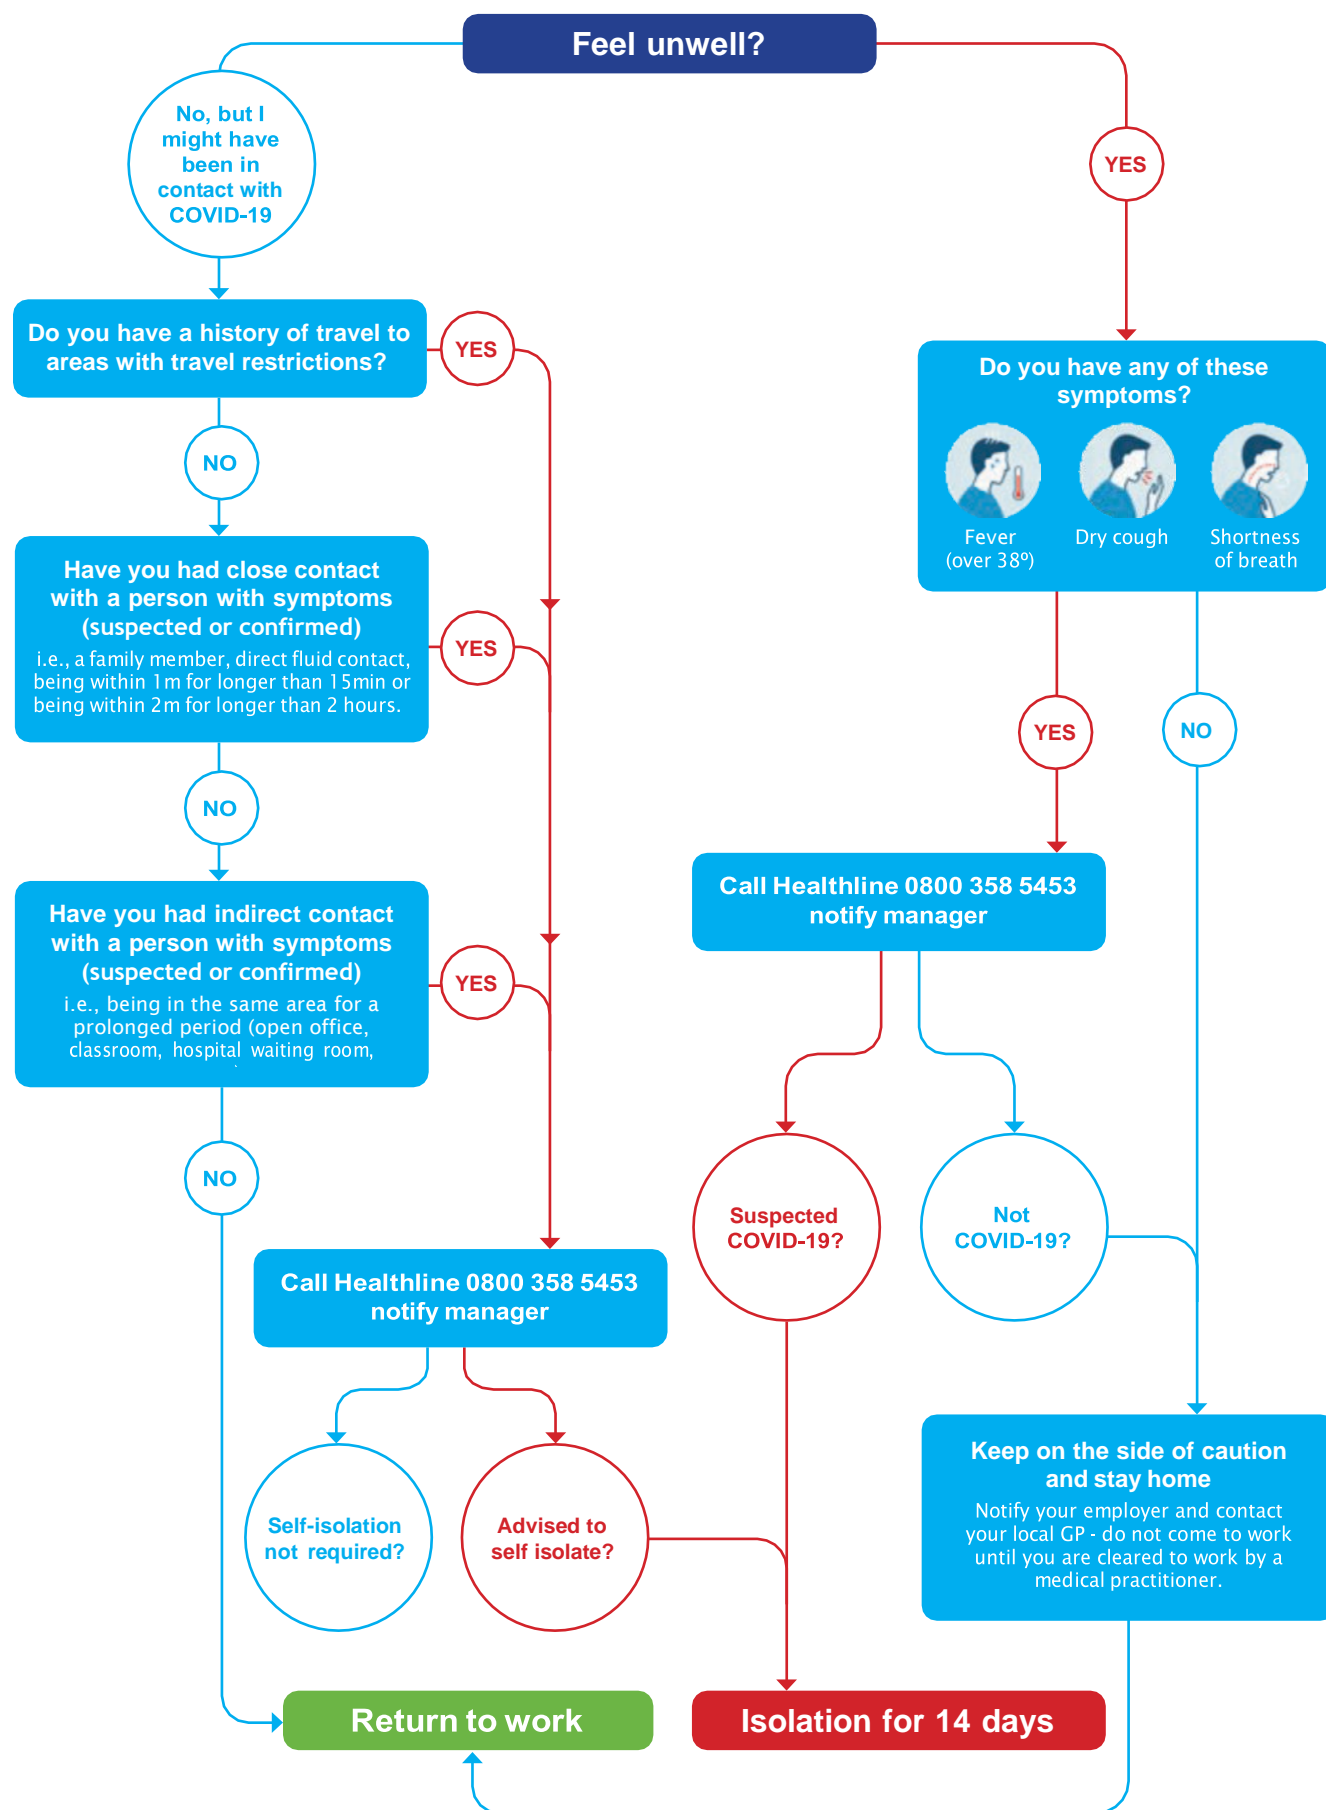 Feel unwell?
No, but I
might have
been in
contact with
COVID-19
YES
Do you have a history of travel to
areas with travel restrictions?
YES
NO
Have you had close contact
with a person with symptoms
(suspected or confirmed)
i.e., a family member, direct fluid contact,
being within 1m for longer than 15min or
being within 2m for longer than 2 hours.
YES
NO
Have you had indirect contact
with a person with symptoms
(suspected or confirmed)
i.e., being in the same area for a
prolonged period (open office,
classroom, hospital waiting room,
YES
NO
Call Healthline 0800 358 5453
notify manager
Self-isolation
not required?
Advised to
self isolate?
Do you have any of these
symptoms?
Fever
(over 38º)
Dry cough
Shortness
of breath
YES
NO
Call Healthline 0800 358 5453
notify manager
Suspected
COVID-19?
Not
COVID-19?
Keep on the side of caution
and stay home
Notify your employer and contact
your local GP - do not come to work
until you are cleared to work by a
medical practitioner.
Return to work
Isolation for 14 days